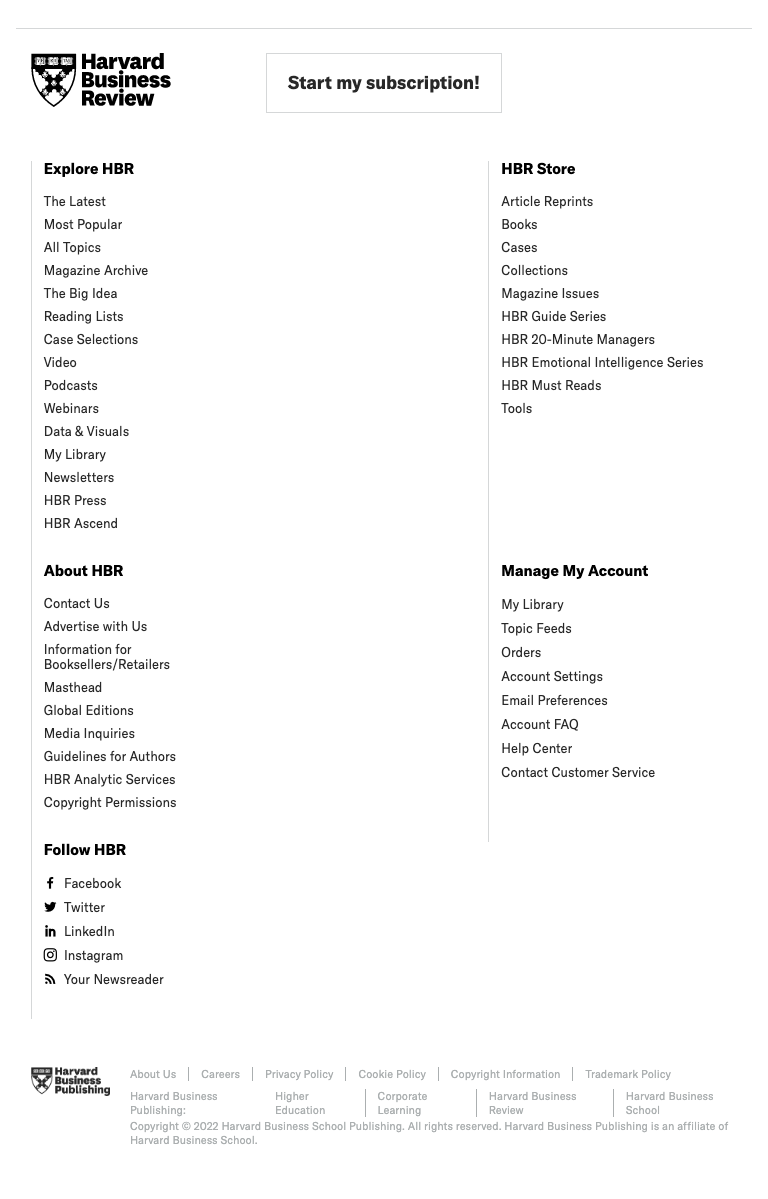 Harvard
Business
Review
Start my subscription!
Explore HBR
The Latest
Most Popular
All Topics
Magazine Archive
The Big Idea
Reading Lists
Case Selections
Video
Podcasts
Webinars
Data & Visuals
My Library
Newsletters
HBR Press
HBR Ascend
HBR Store
Article Reprints
Books
Cases
Collections
Magazine Issues
HBR Guide Series
HBR 20-Minute Managers
HBR Emotional Intelligence Series
HBR Must Reads
Tools
About HBR
Contact Us
Advertise with Us
Information for
Booksellers/Retailers
Masthead
Global Editions
Media Inquiries
Guidelines for Authors
HBR Analytic Services
Copyright Permissions
Manage My Account
My Library
Topic Feeds
Orders
Account Settings
Email Preferences
Account FAQ
Help Center
Contact Customer Service
Follow HBR
Facebook
Twitter
LinkedIn
Instagram
Your Newsreader
Harvard
Business
Publishing
About Us
Careers
Privacy Policy
Cookie Policy
Copyright Information
Trademark Policy
Harvard Business
Publishing:
Higher
Education
Corporate
Learning
Harvard Business
Review
Harvard Business
School
Copyright © 2022 Harvard Business School Publishing. All rights reserved. Harvard Business Publishing is an affiliate of
Harvard Business School.